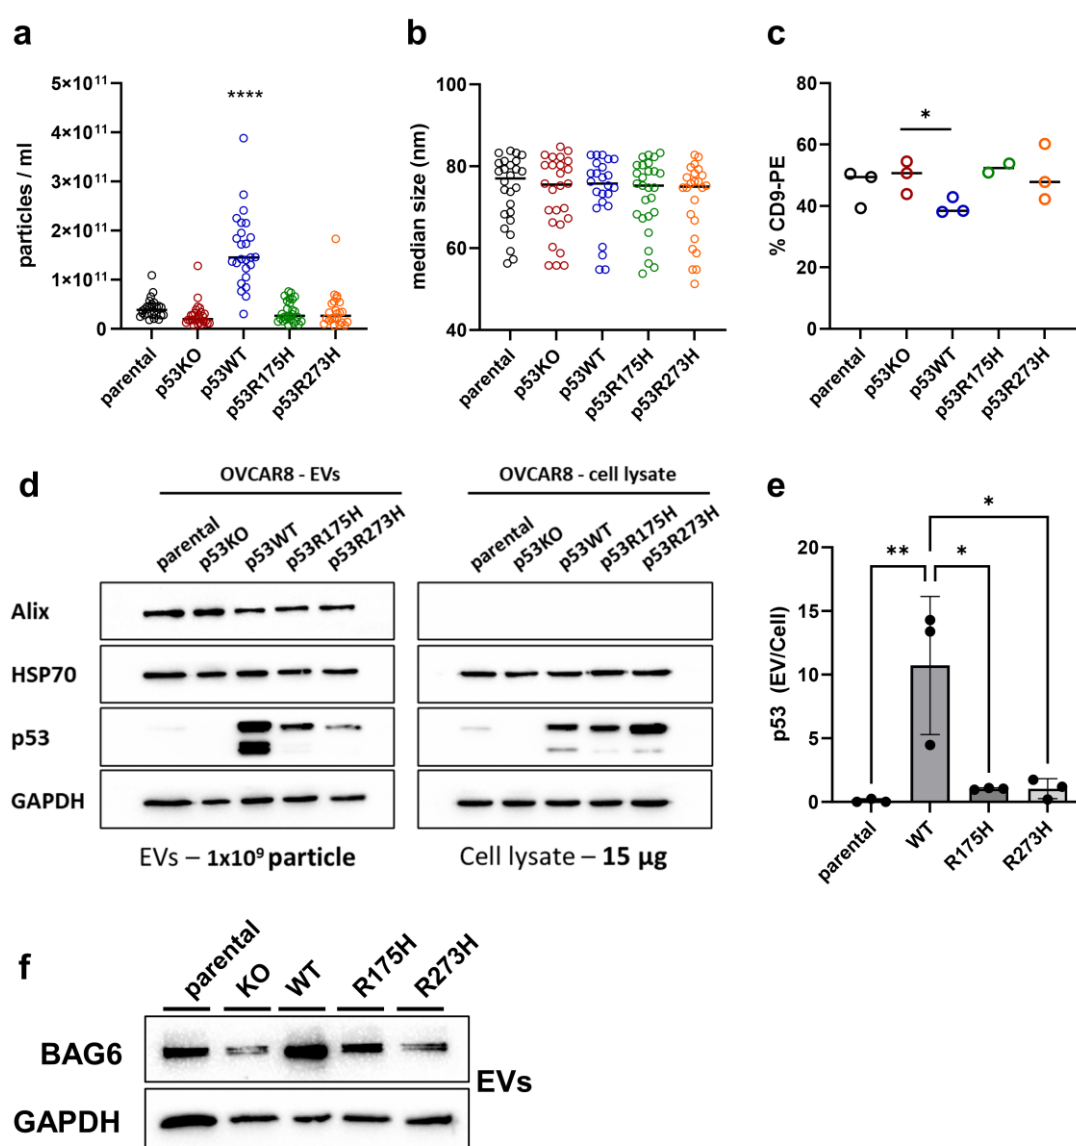 a
b
c
5×10¹¹
4×10¹¹
3×10¹¹
2×10¹¹
1×10¹¹
0
particles / ml
****
parental
p53KO
p53WT
p53R175H
p53R273H
100
80
60
40
median size (nm)
parental
p53KO
p53WT
p53R175H
p53R273H
80
60
40
20
0
% CD9-PE
*
parental
p53KO
p53WT
p53R175H
p53R273H
d
OVCAR8 - EVs
OVCAR8 - cell lysate
parental
p53KO
p53WT
p53R175H
p53R273H
parental
p53KO
p53WT
p53R175H
p53R273H
Alix
HSP70
p53
GAPDH
EVs – 1x10⁹ particle
Cell lysate – 15 µg
e
*
**
*
20
15
10
5
0
p53 (EV/Cell)
parental
WT
R175H
R273H
f
parental
KO
WT
R175H
R273H
BAG6
GAPDH
EVs